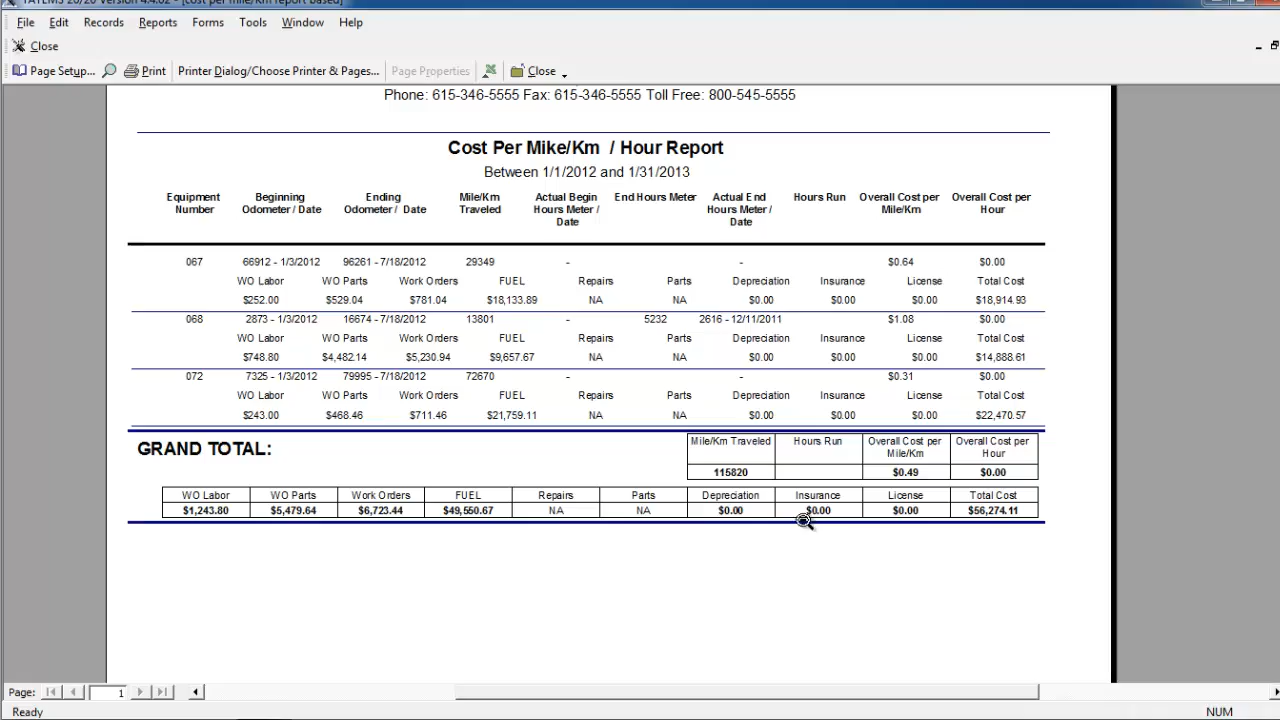 TATEMS 20/20 Version 4.4.02 - [cost per mile/Km report based]
File Edit Records Reports Forms Tools Window Help
Close
Page Setup... Print Printer Dialog/Choose Printer & Pages... Page Properties Close
Phone: 615-346-5555 Fax: 615-346-5555 Toll Free: 800-545-5555
Cost Per Mike/Km / Hour Report
Between 1/1/2012 and 1/31/2013
Equipment Beginning Ending Mile/Km Actual Begin End Hours Meter Actual End Hours Run Overall Cost per Overall Cost per
Number Odometer / Date Odometer / Date Traveled Hours Meter / Hours Meter / Mile/Km Hour
Date Date
067 66912 - 1/3/2012 96261 - 7/18/2012 29349 - - $0.64 $0.00
WO Labor WO Parts Work Orders FUEL Repairs Parts Depreciation Insurance License Total Cost
$252.00 $529.04 $781.04 $18,133.89 NA NA $0.00 $0.00 $0.00 $18,914.93
068 2873 - 1/3/2012 16674 - 7/18/2012 13801 - 5232 2616 - 12/11/2011 $1.08 $0.00
WO Labor WO Parts Work Orders FUEL Repairs Parts Depreciation Insurance License Total Cost
$748.80 $4,482.14 $5,230.94 $9,657.67 NA NA $0.00 $0.00 $0.00 $14,888.61
072 7325 - 1/3/2012 79995 - 7/18/2012 72670 - - $0.31 $0.00
WO Labor WO Parts Work Orders FUEL Repairs Parts Depreciation Insurance License Total Cost
$243.00 $468.46 $711.46 $21,759.11 NA NA $0.00 $0.00 $0.00 $22,470.57
GRAND TOTAL: Mile/Km Traveled Hours Run Overall Cost per Overall Cost per
Mile/Km Hour
115820 $0.49 $0.00
WO Labor WO Parts Work Orders FUEL Repairs Parts Depreciation Insurance License Total Cost
$1,243.80 $5,479.64 $6,723.44 $49,550.67 NA NA $0.00 $0.00 $0.00 $56,274.11
Page: 1
Ready NUM